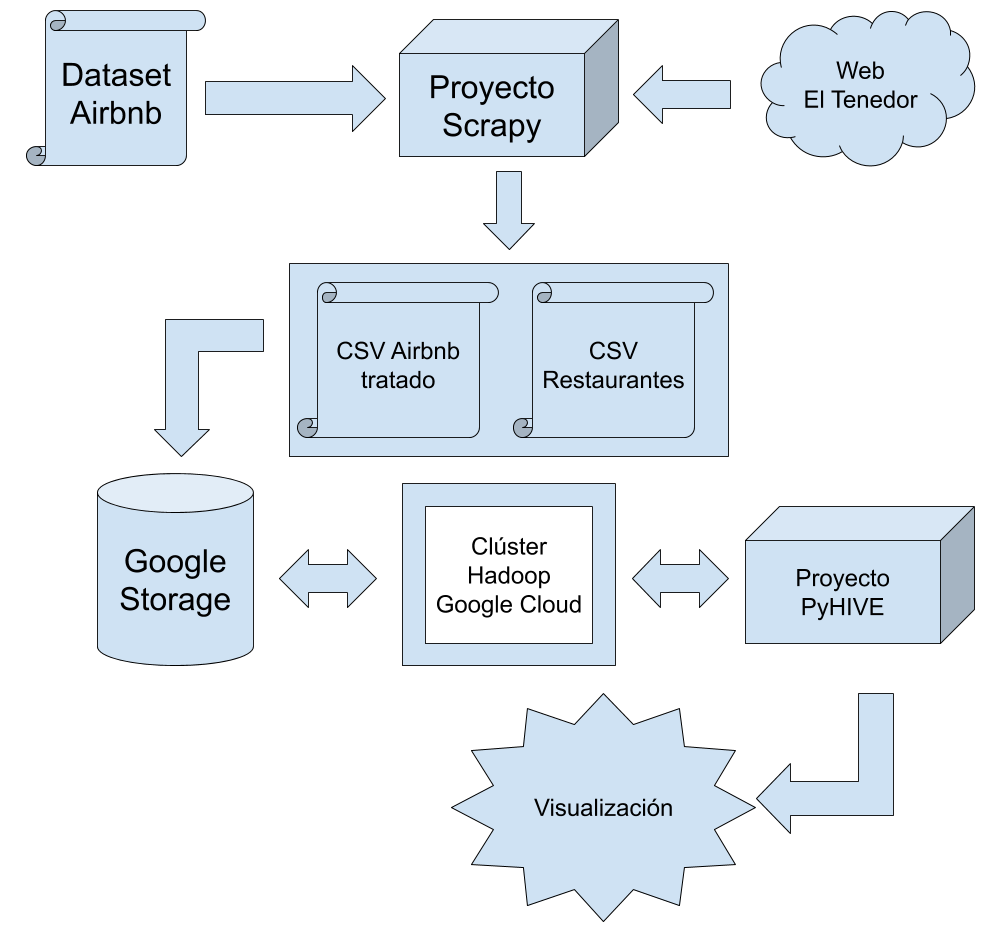 Dataset
Airbnb
Proyecto
Scrapy
Web
El Tenedor
CSV Airbnb
tratado
CSV
Restaurantes
Google
Storage
Clúster
Hadoop
Google Cloud
Proyecto
PyHIVE
Visualización